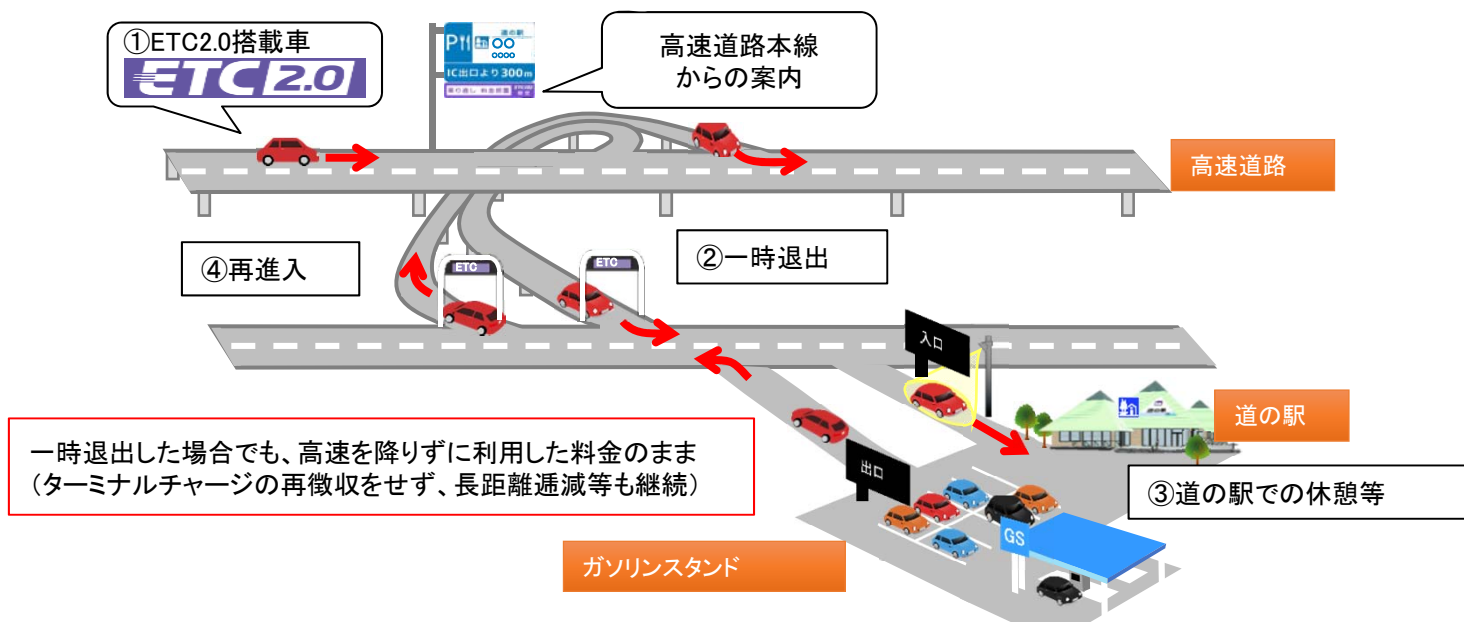 ①ETC2.0搭載車
ETC 2.0
道の駅
P
○○
○○○○
IC出口より300m
高速道路本線
からの案内
高速道路
④再進入
ETC
ETC
②一時退出
入口
道の駅
一時退出した場合でも、高速を降りずに利用した料金のまま
（ターミナルチャージの再徴収をせず、長距離逓減等も継続）
出口
③道の駅での休憩等
GS
ガソリンスタンド